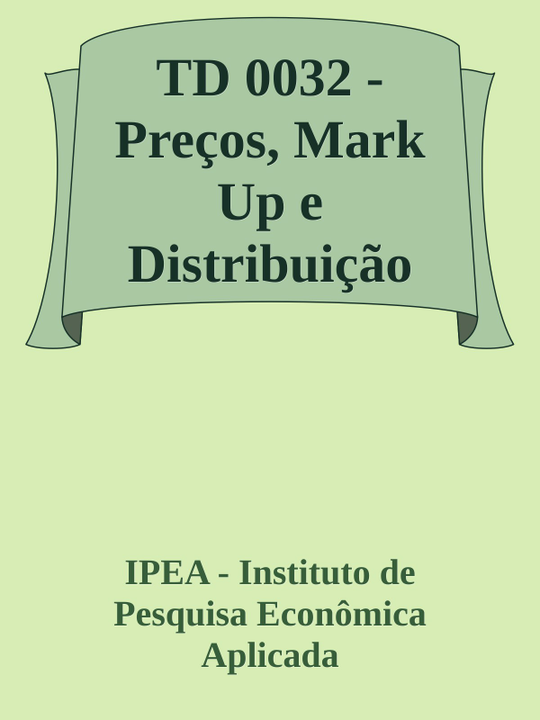 TD 0032 -
Preços, Mark
Up e
Distribuição
IPEA - Instituto de
Pesquisa Econômica
Aplicada